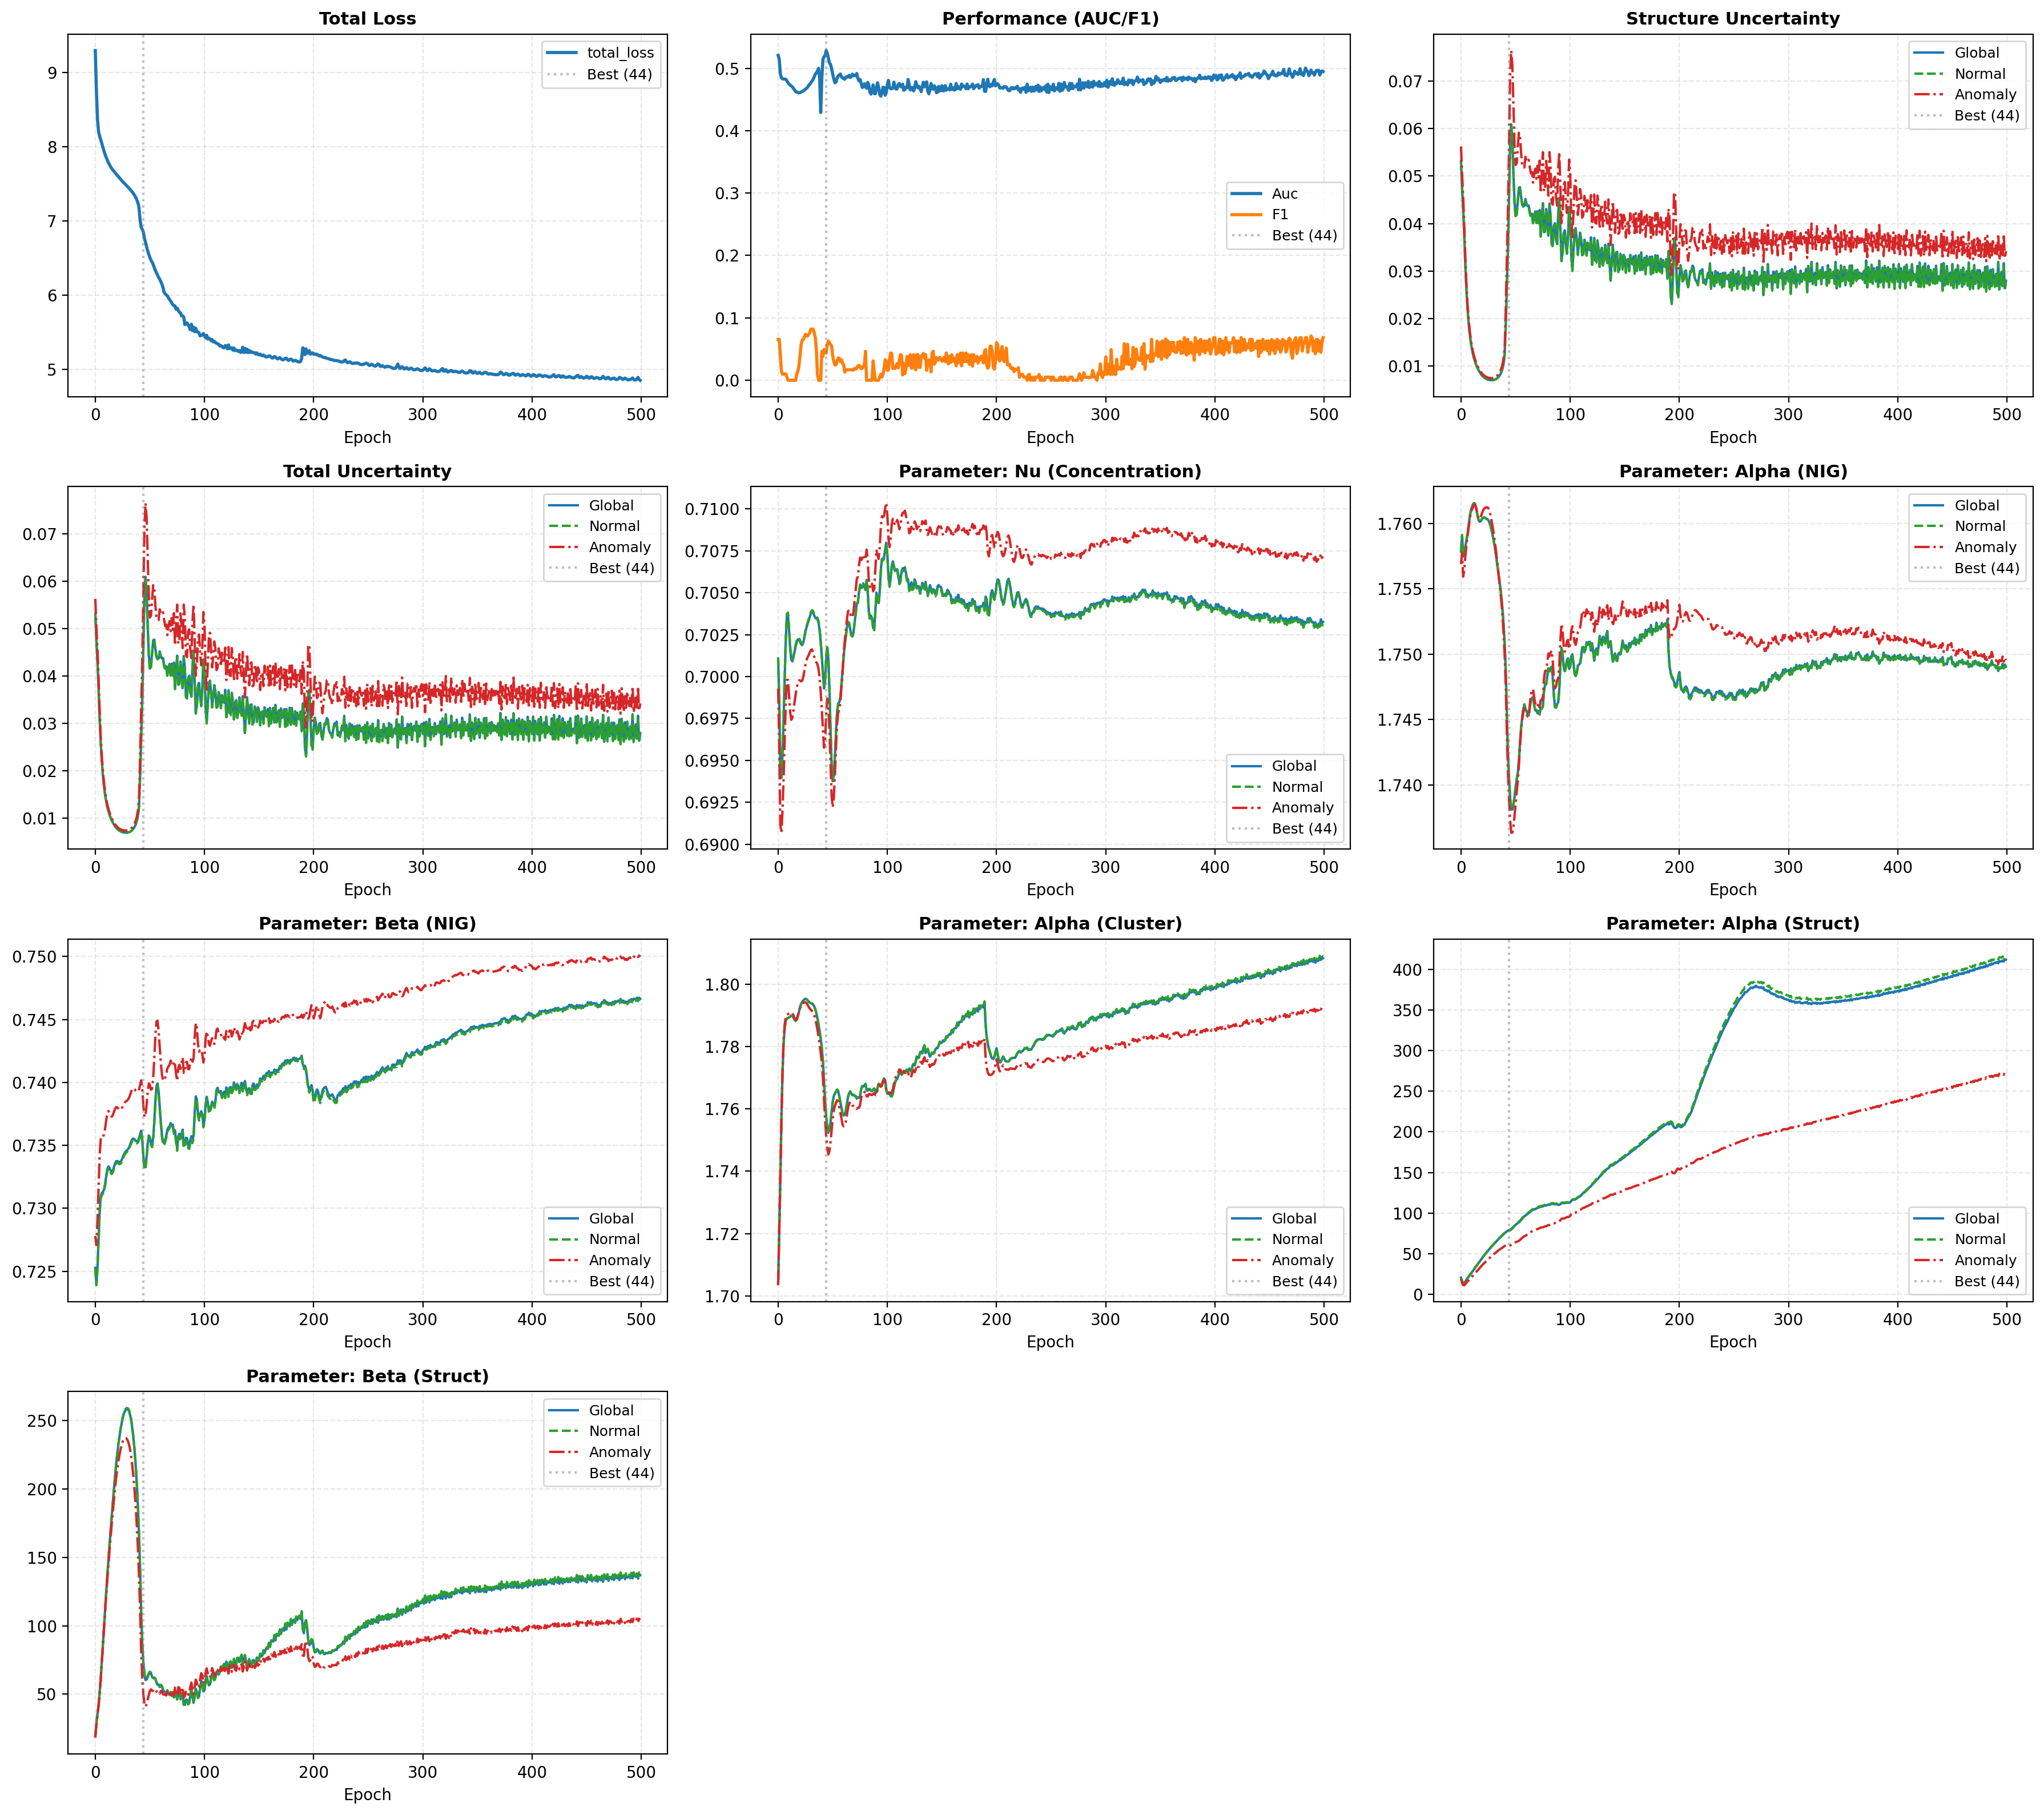 Total Loss
9
8
7
6
5
0
100
200
300
400
500
Epoch
total_loss
Best (44)
Performance (AUC/F1)
0.5
0.4
0.3
0.2
0.1
0.0
0
100
200
300
400
500
Epoch
Auc
F1
Best (44)
Structure Uncertainty
0.07
0.06
0.05
0.04
0.03
0.02
0.01
0
100
200
300
400
500
Epoch
Global
Normal
Anomaly
Best (44)
Total Uncertainty
0.07
0.06
0.05
0.04
0.03
0.02
0.01
0
100
200
300
400
500
Epoch
Global
Normal
Anomaly
Best (44)
Parameter: Nu (Concentration)
0.7100
0.7075
0.7050
0.7025
0.7000
0.6975
0.6950
0.6925
0.6900
0
100
200
300
400
500
Epoch
Global
Normal
Anomaly
Best (44)
Parameter: Alpha (NIG)
1.760
1.755
1.750
1.745
1.740
0
100
200
300
400
500
Epoch
Global
Normal
Anomaly
Best (44)
Parameter: Beta (NIG)
0.750
0.745
0.740
0.735
0.730
0.725
0
100
200
300
400
500
Epoch
Global
Normal
Anomaly
Best (44)
Parameter: Alpha (Cluster)
1.80
1.78
1.76
1.74
1.72
1.70
0
100
200
300
400
500
Epoch
Global
Normal
Anomaly
Best (44)
Parameter: Alpha (Struct)
400
350
300
250
200
150
100
50
0
0
100
200
300
400
500
Epoch
Global
Normal
Anomaly
Best (44)
Parameter: Beta (Struct)
250
200
150
100
50
0
100
200
300
400
500
Epoch
Global
Normal
Anomaly
Best (44)